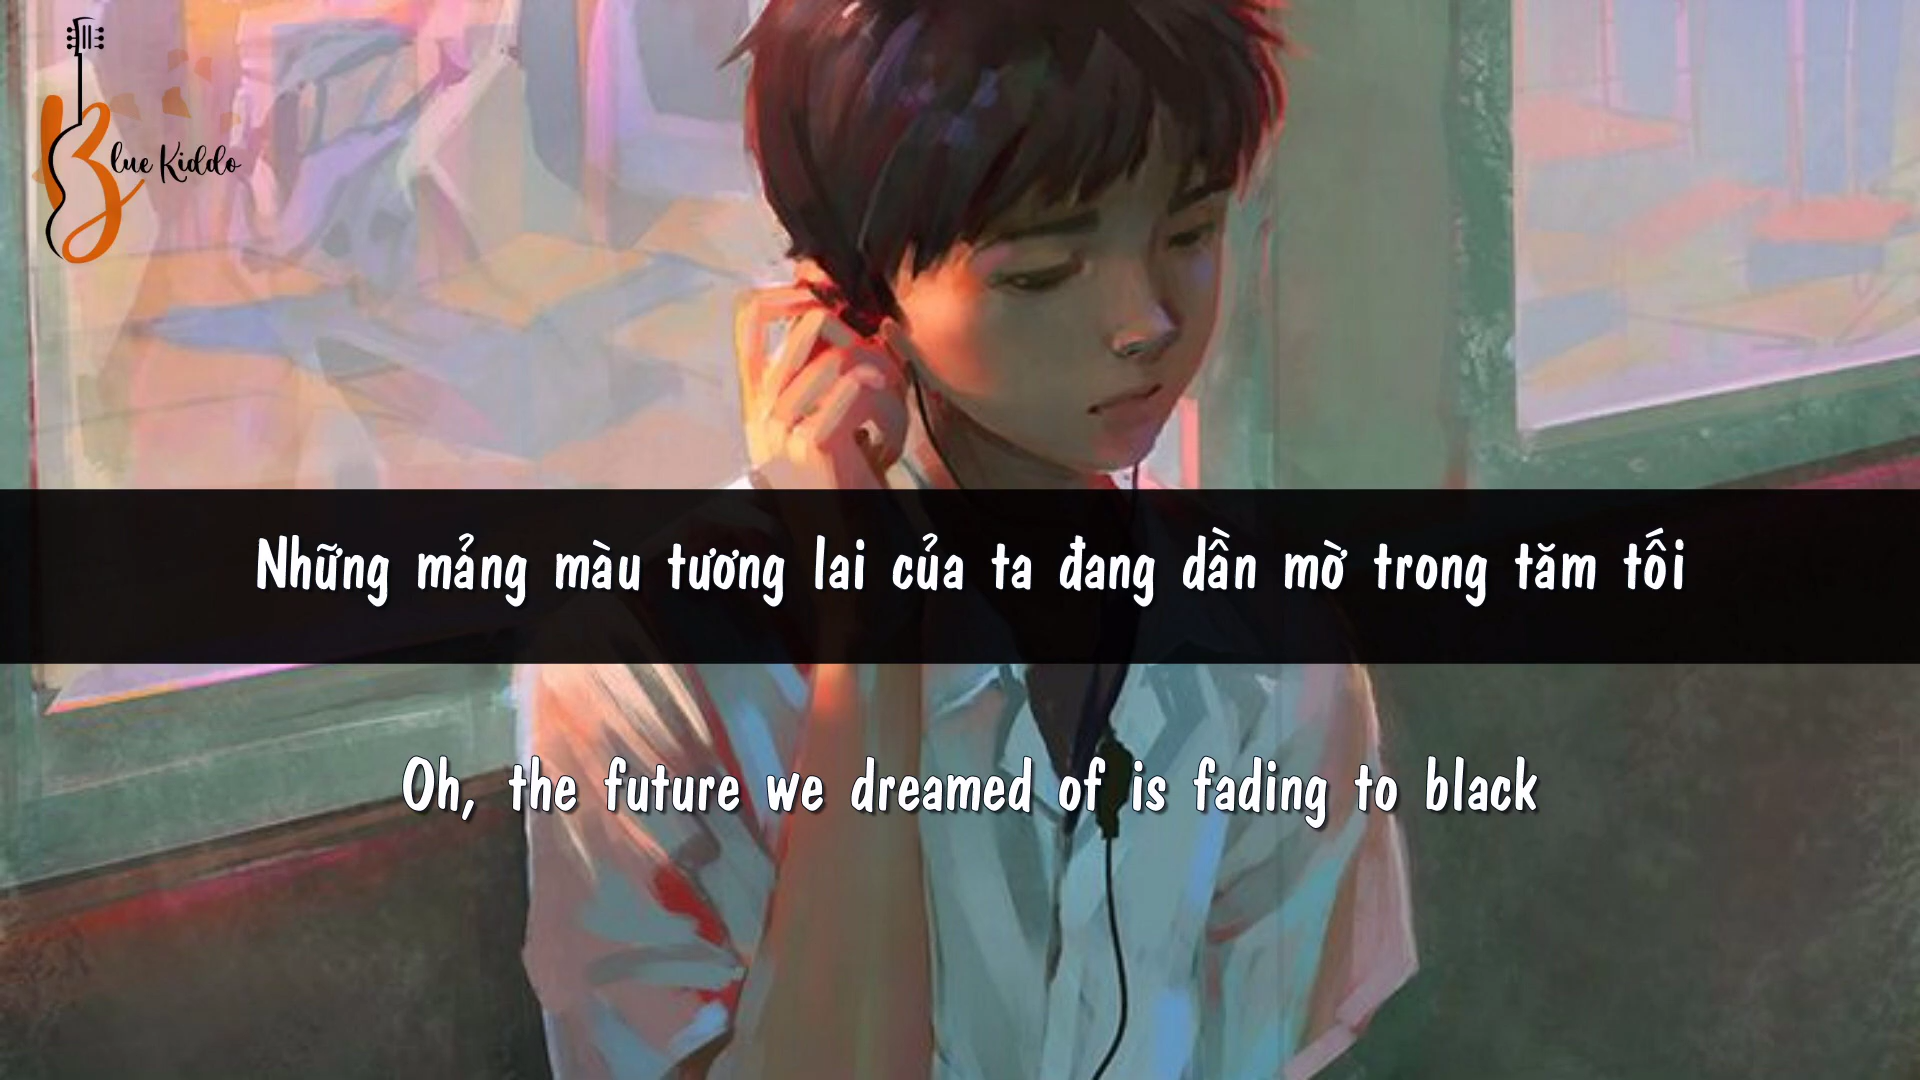 Blue Kiddo
Những mảng màu tương lai của ta đang dần mờ trong tăm tối
Oh, the future we dreamed of is fading to black